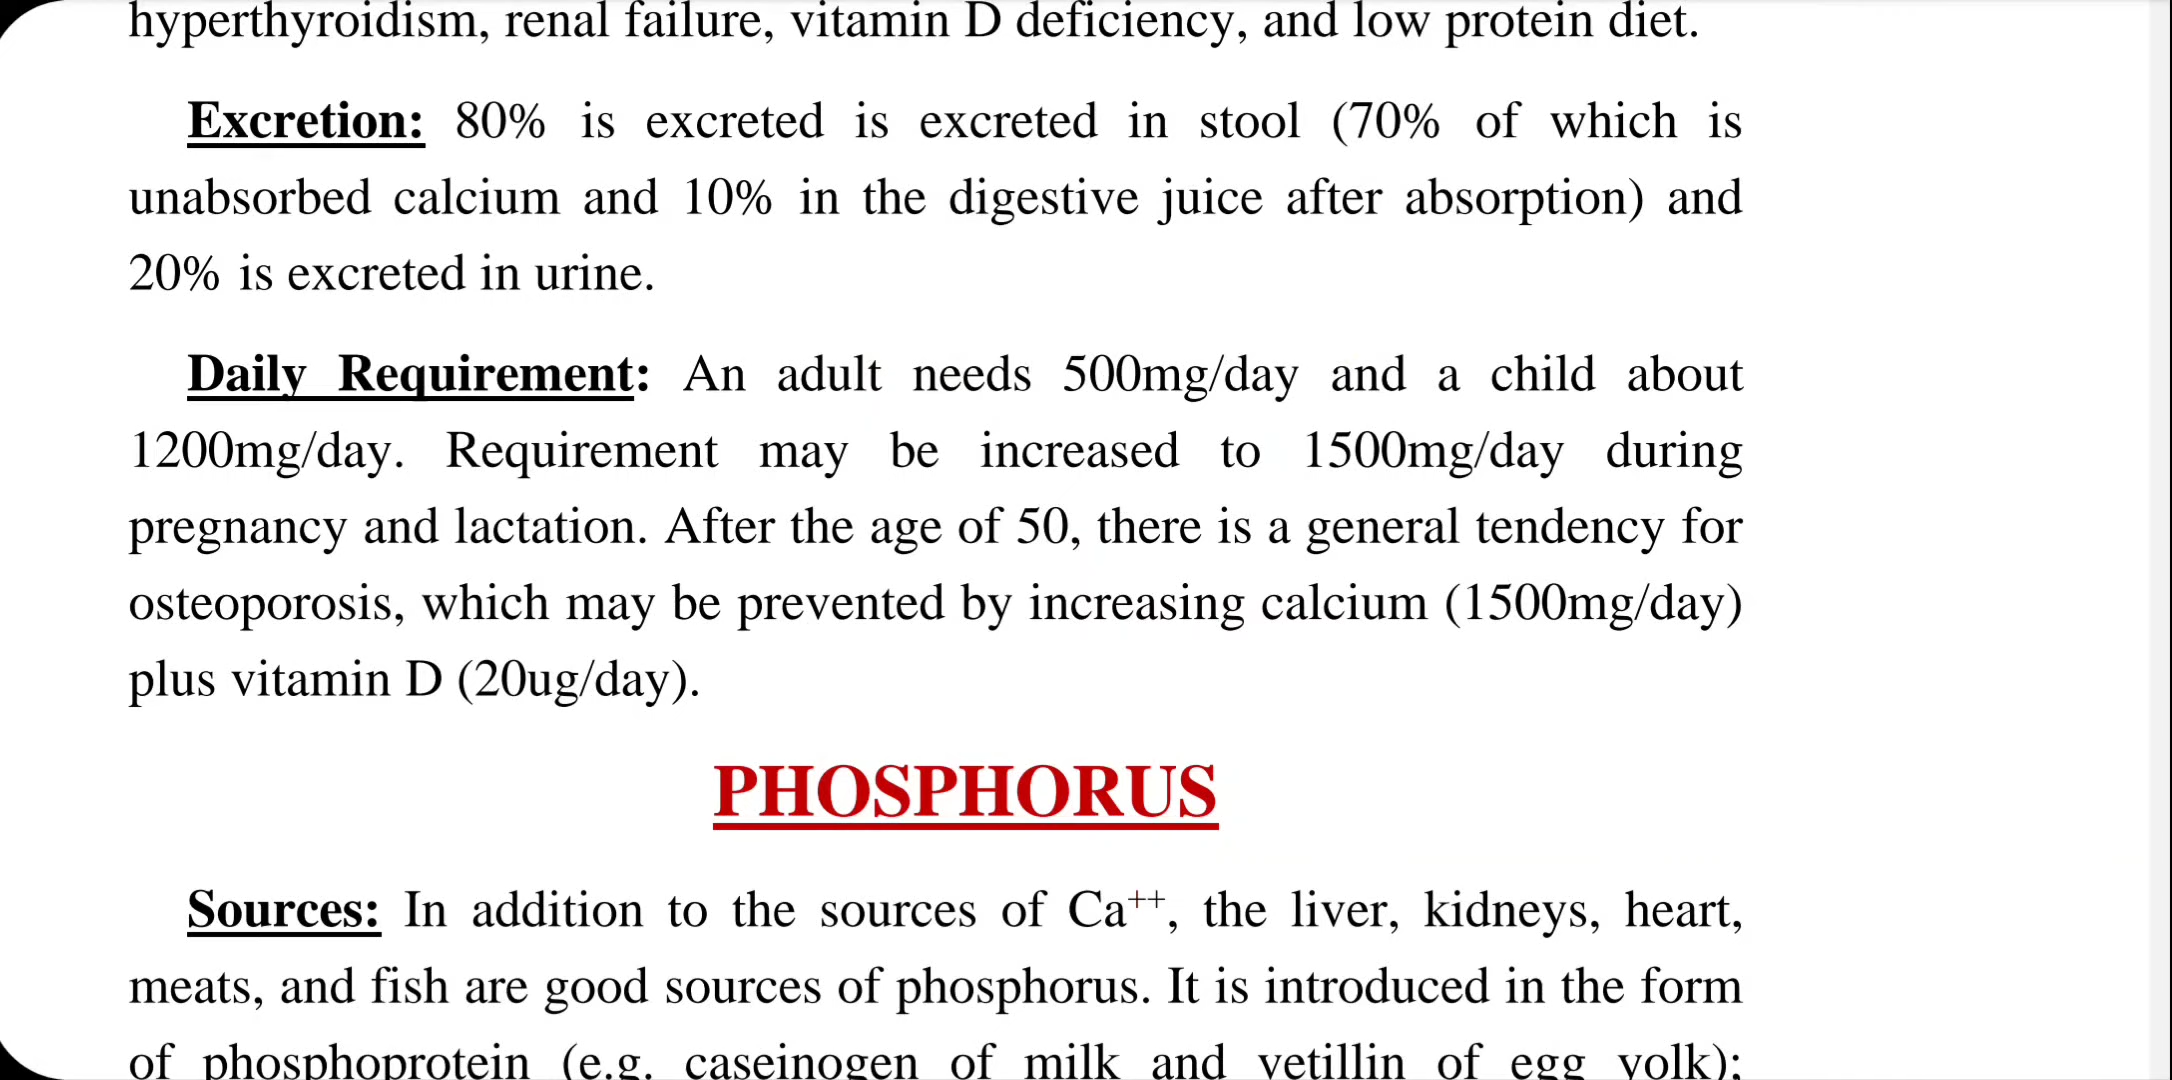 hyperthyroidism, renal failure, vitamin D deficiency, and low protein diet.
Excretion: 80% is excreted is excreted in stool (70% of which is
unabsorbed calcium and 10% in the digestive juice after absorption) and
20% is excreted in urine.
Daily Requirement: An adult needs 500mg/day and a child about
1200mg/day. Requirement may be increased to 1500mg/day during
pregnancy and lactation. After the age of 50, there is a general tendency for
osteoporosis, which may be prevented by increasing calcium (1500mg/day)
plus vitamin D (20ug/day).
PHOSPHORUS
Sources: In addition to the sources of Ca⁺⁺, the liver, kidneys, heart,
meats, and fish are good sources of phosphorus. It is introduced in the form
of phosphoprotein (e.g. caseinogen of milk and vetillin of egg yolk);